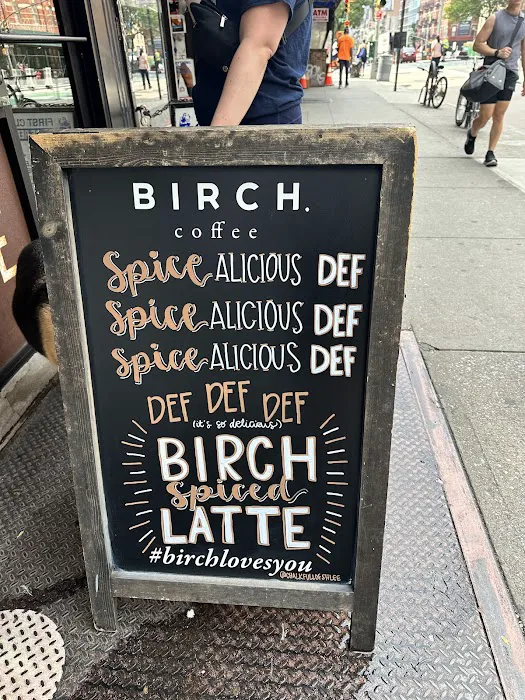 ATM
BIRCH.
coffee
Spice ALICIOUS DEF
Spice ALICIOUS DEF
Spice ALICIOUS DEF
DEF DEF DEF
(it's so delicious)
BIRCH
Spiced
LATTE
#birchlovesyou